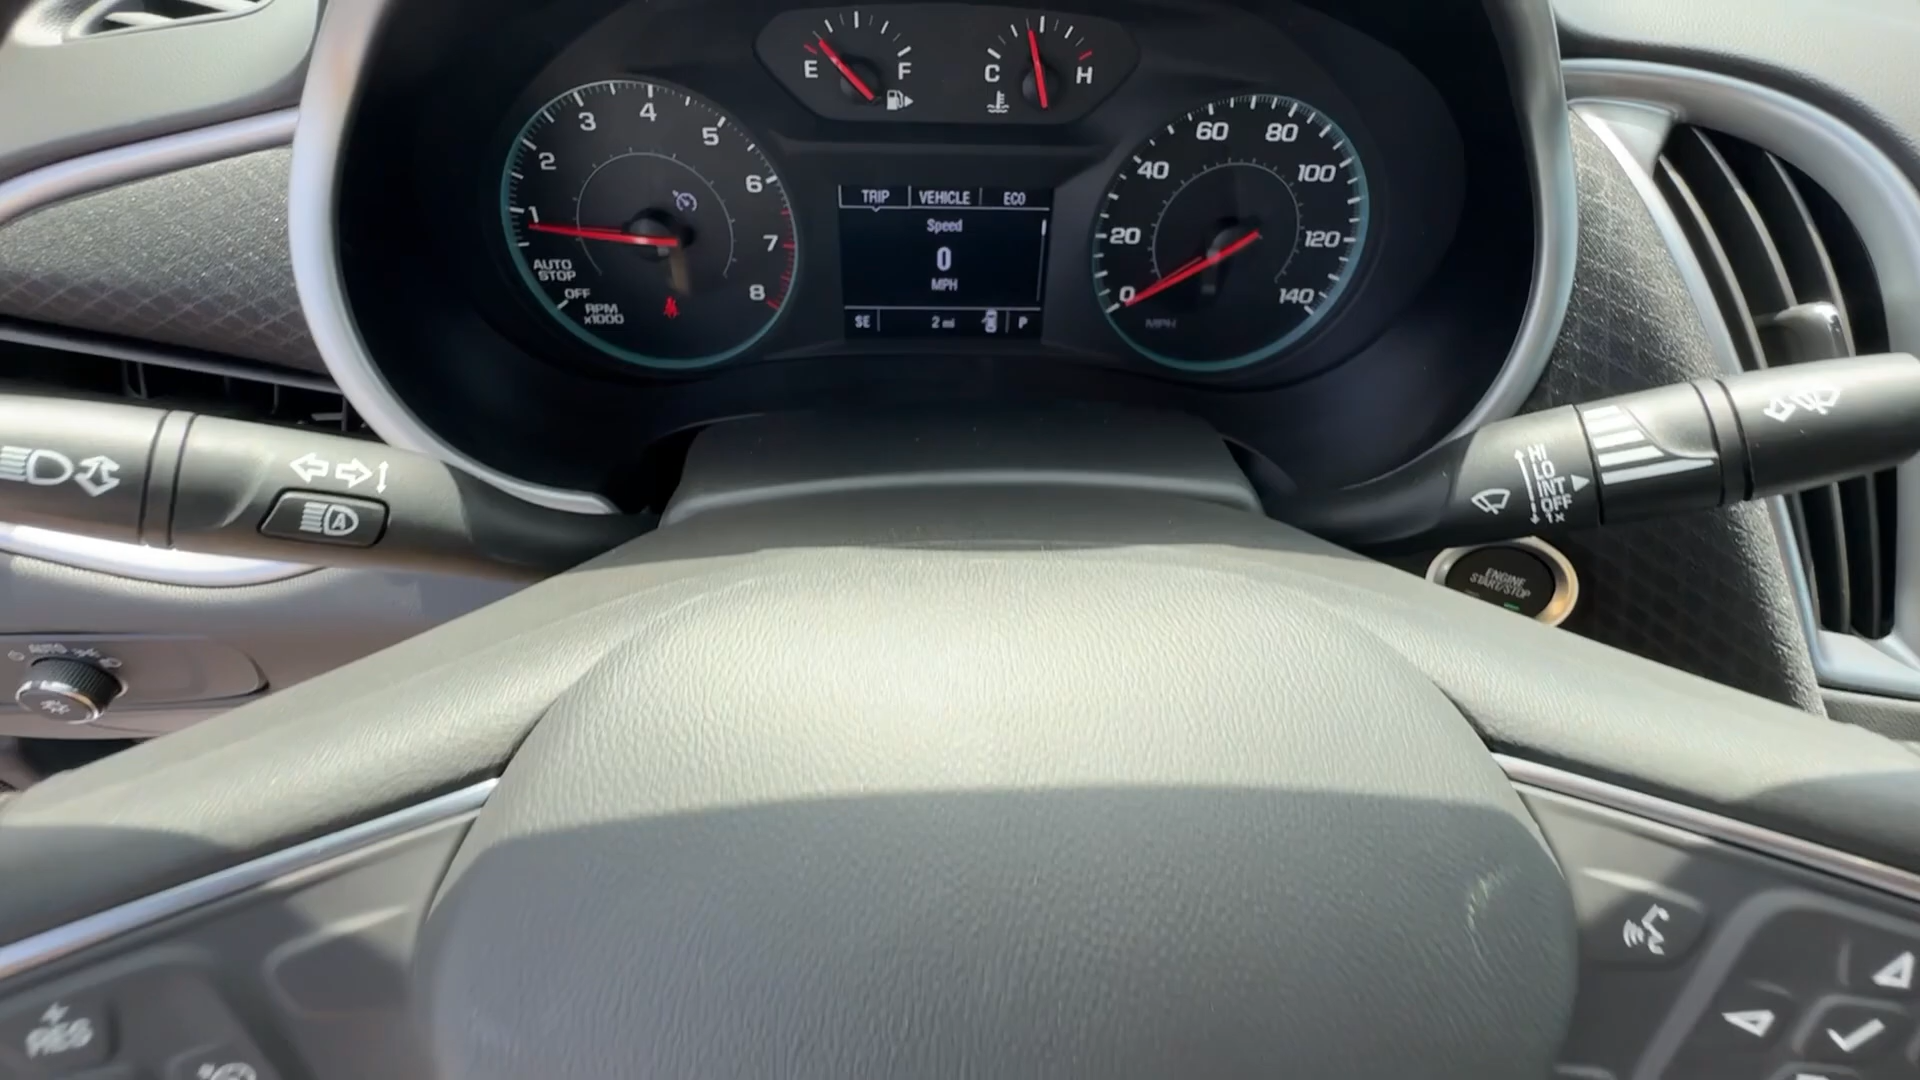 E F
C H
1 2 3 4 5 6 7 8
AUTO
STOP
OFF
RPM
x1000
TRIP VEHICLE ECO
Speed
0
MPH
SE 2 mi P
0 20 40 60 80 100 120 140
MPH
A
HI
LO
INT
OFF
1x
ENGINE
START/STOP
AUTO
+
RES